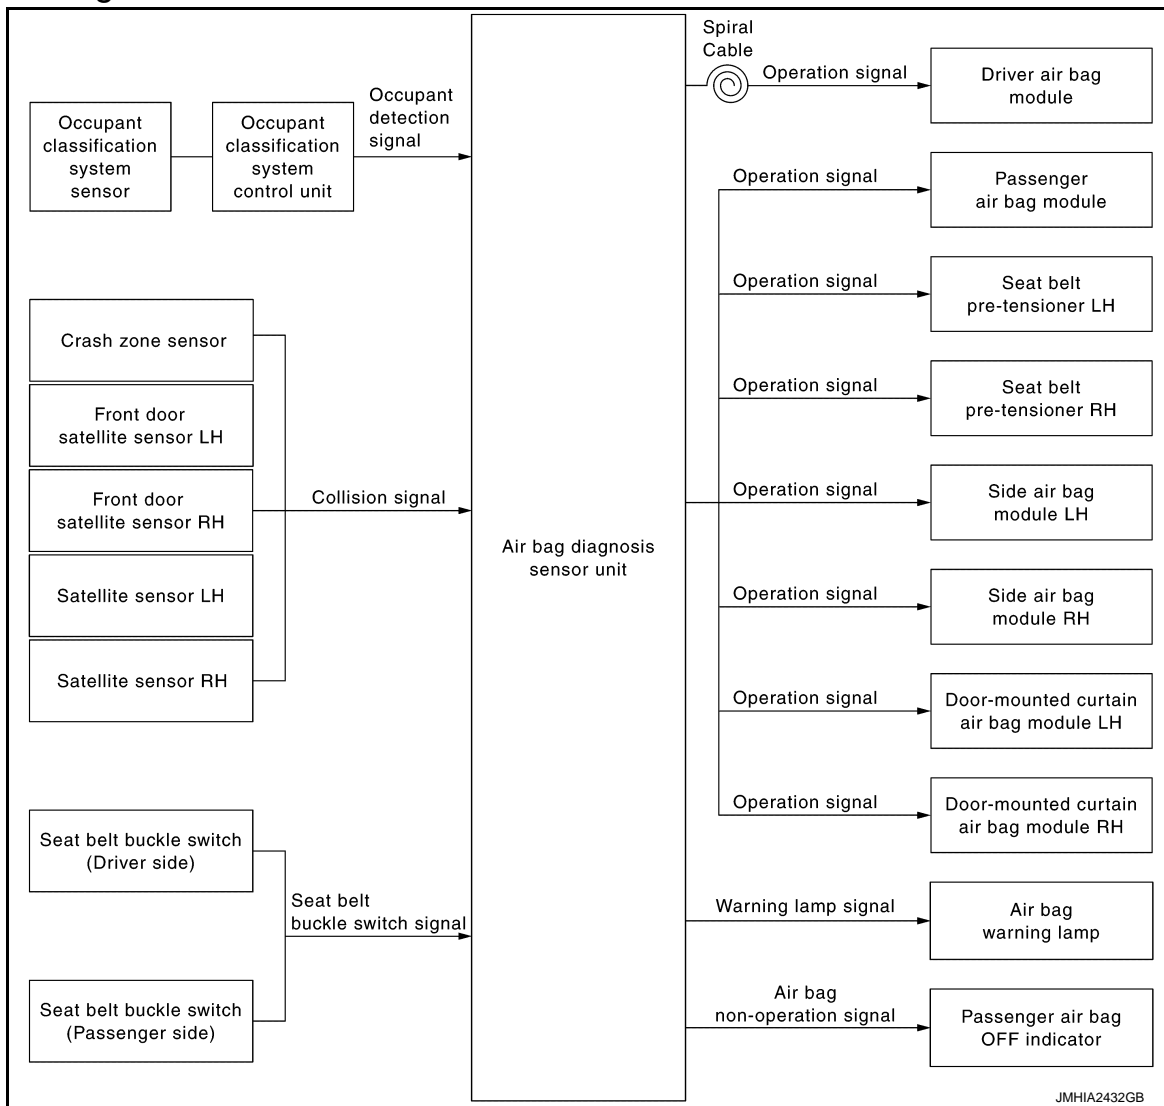 Spiral
Cable
Operation signal
Driver air bag
module
Occupant
classification
system
sensor
Occupant
classification
system
control unit
Occupant
detection
signal
Operation signal
Passenger
air bag module
Operation signal
Seat belt
pre-tensioner LH
Crash zone sensor
Front door
satellite sensor LH
Front door
satellite sensor RH
Satellite sensor LH
Satellite sensor RH
Collision signal
Air bag diagnosis
sensor unit
Operation signal
Seat belt
pre-tensioner RH
Operation signal
Side air bag
module LH
Operation signal
Side air bag
module RH
Operation signal
Door-mounted curtain
air bag module LH
Operation signal
Door-mounted curtain
air bag module RH
Seat belt buckle switch
(Driver side)
Seat belt
buckle switch signal
Seat belt buckle switch
(Passenger side)
Warning lamp signal
Air bag
warning lamp
Air bag
non-operation signal
Passenger air bag
OFF indicator
JMHIA2432GB